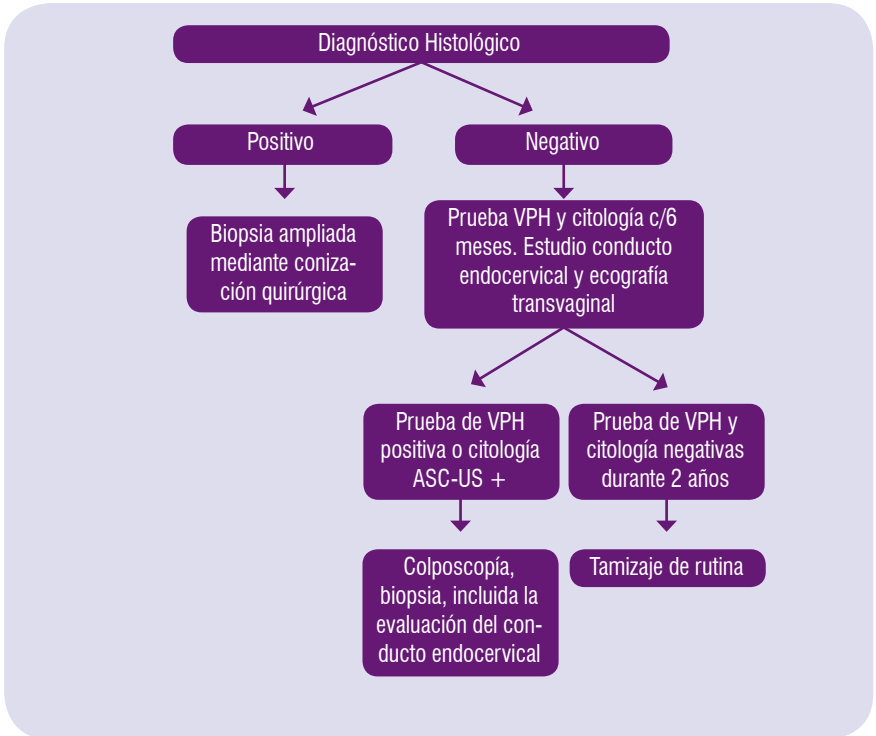 Diagnóstico Histológico
Positivo
Negativo
Biopsia ampliada
mediante coniza-
ción quirúrgica
Prueba VPH y citología c/6
meses. Estudio conducto
endocervical y ecografía
transvaginal
Prueba de VPH
positiva o citología
ASC-US +
Prueba de VPH y
citología negativas
durante 2 años
Colposcopía,
biopsia, incluida la
evaluación del con-
ducto endocervical
Tamizaje de rutina